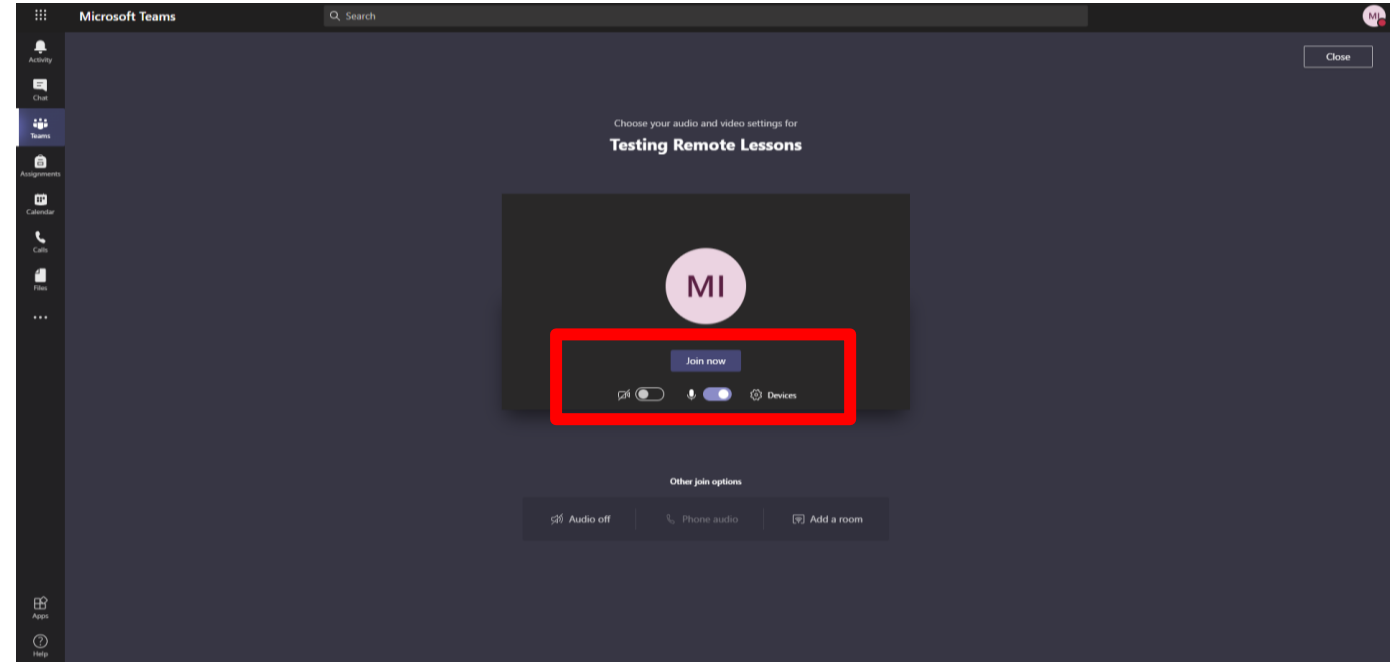 Microsoft Teams
Search
MI
Activity
Chat
Teams
Assignments
Calendar
Calls
Files
Apps
Help
Close
Choose your audio and video settings for
Testing Remote Lessons
MI
Join now
Devices
Other join options
Audio off
Phone audio
Add a room